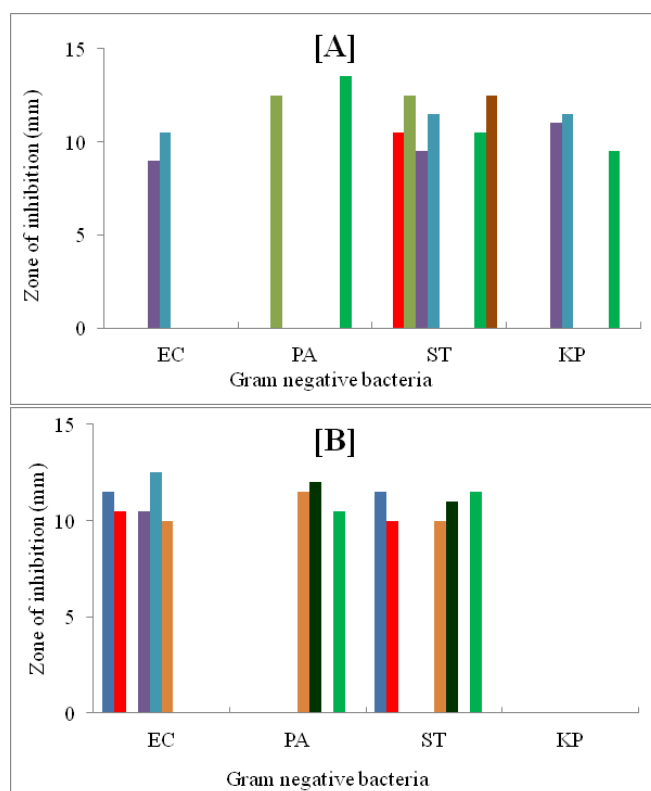 [A]
Zone of inhibition (mm)
15
10
5
0
EC PA ST KP
Gram negative bacteria
[B]
Zone of inhibition (mm)
15
10
5
0
EC PA ST KP
Gram negative bacteria